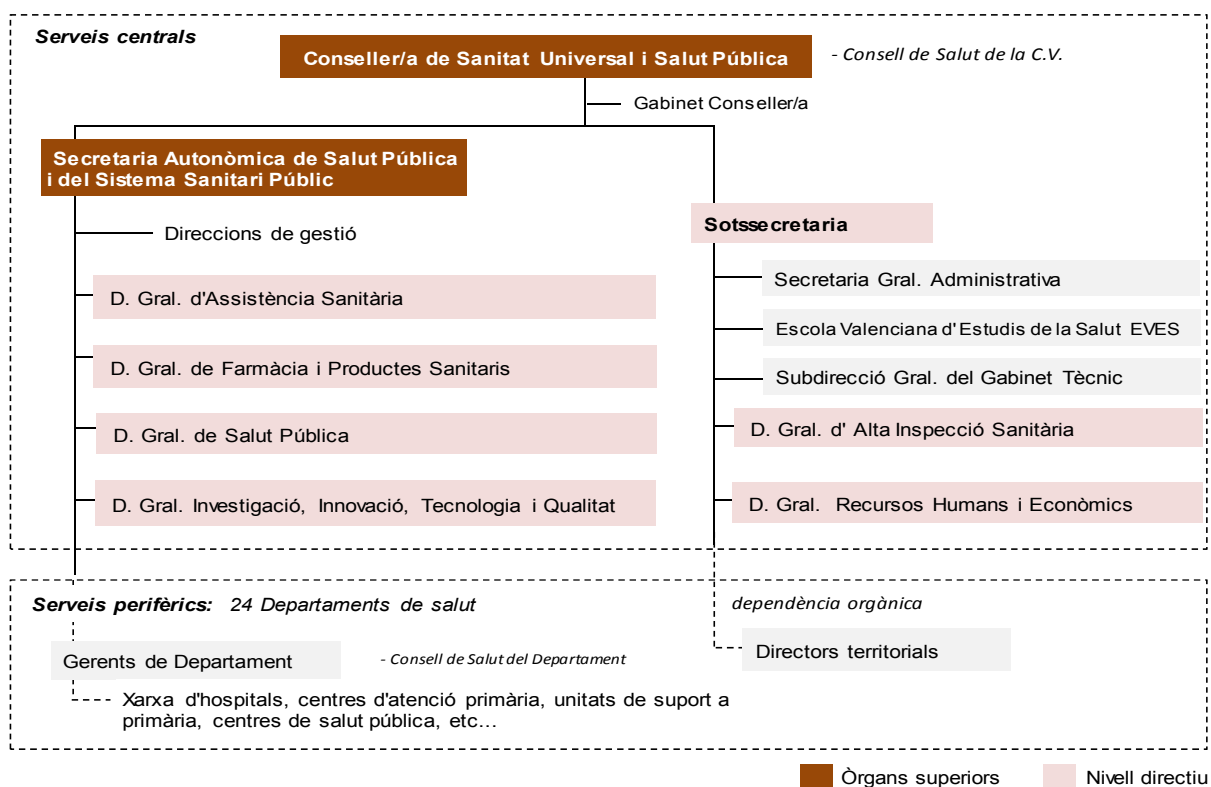 Serveis centrals
Conseller/a de Sanitat Universal i Salut Pública
- Consell de Salut de la C.V.
Gabinet Conseller/a
Secretaria Autonòmica de Salut Pública
i del Sistema Sanitari Públic
Direccions de gestió
D. Gral. d'Assistència Sanitària
D. Gral. de Farmàcia i Productes Sanitaris
D. Gral. de Salut Pública
D. Gral. Investigació, Innovació, Tecnologia i Qualitat
Sotssecretaria
Secretaria Gral. Administrativa
Escola Valenciana d'Estudis de la Salut EVES
Subdirecció Gral. del Gabinet Tècnic
D. Gral. d' Alta Inspecció Sanitària
D. Gral. Recursos Humans i Econòmics
Serveis perifèrics: 24 Departaments de salut
Gerents de Departament
- Consell de Salut del Departament
Xarxa d'hospitals, centres d'atenció primària, unitats de suport a
primària, centres de salut pública, etc...
dependència orgànica
Directors territorials
Òrgans superiors
Nivell directiu